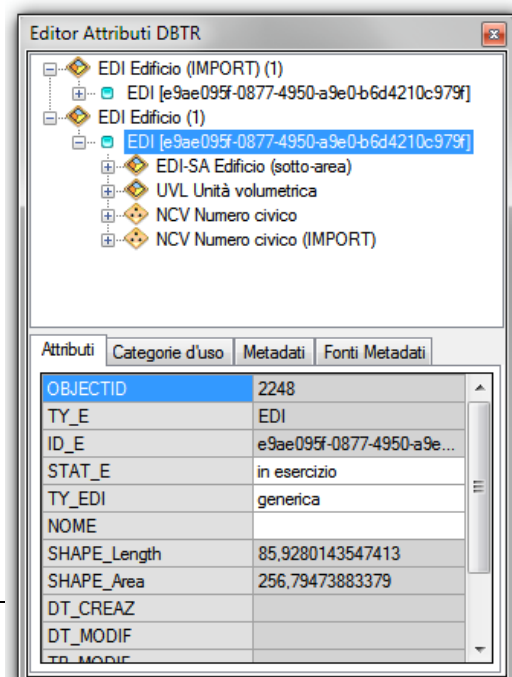 Editor Attributi DBTR
EDI Edificio (IMPORT) (1)
EDI [e9ae095f-0877-4950-a9e0-b6d4210c979f]
EDI Edificio (1)
EDI [e9ae095f-0877-4950-a9e0-b6d4210c979f]
EDI-SA Edificio (sotto-area)
UVL Unità volumetrica
NCV Numero civico
NCV Numero civico (IMPORT)
Attributi Categorie d'uso Metadati Fonti Metadati
OBJECTID 2248
TY_E EDI
ID_E e9ae095f-0877-4950-a9e...
STAT_E in esercizio
TY_EDI generica
NOME
SHAPE_Length 85,9280143547413
SHAPE_Area 256,79473883379
DT_CREAZ
DT_MODIF
TP_MODIF